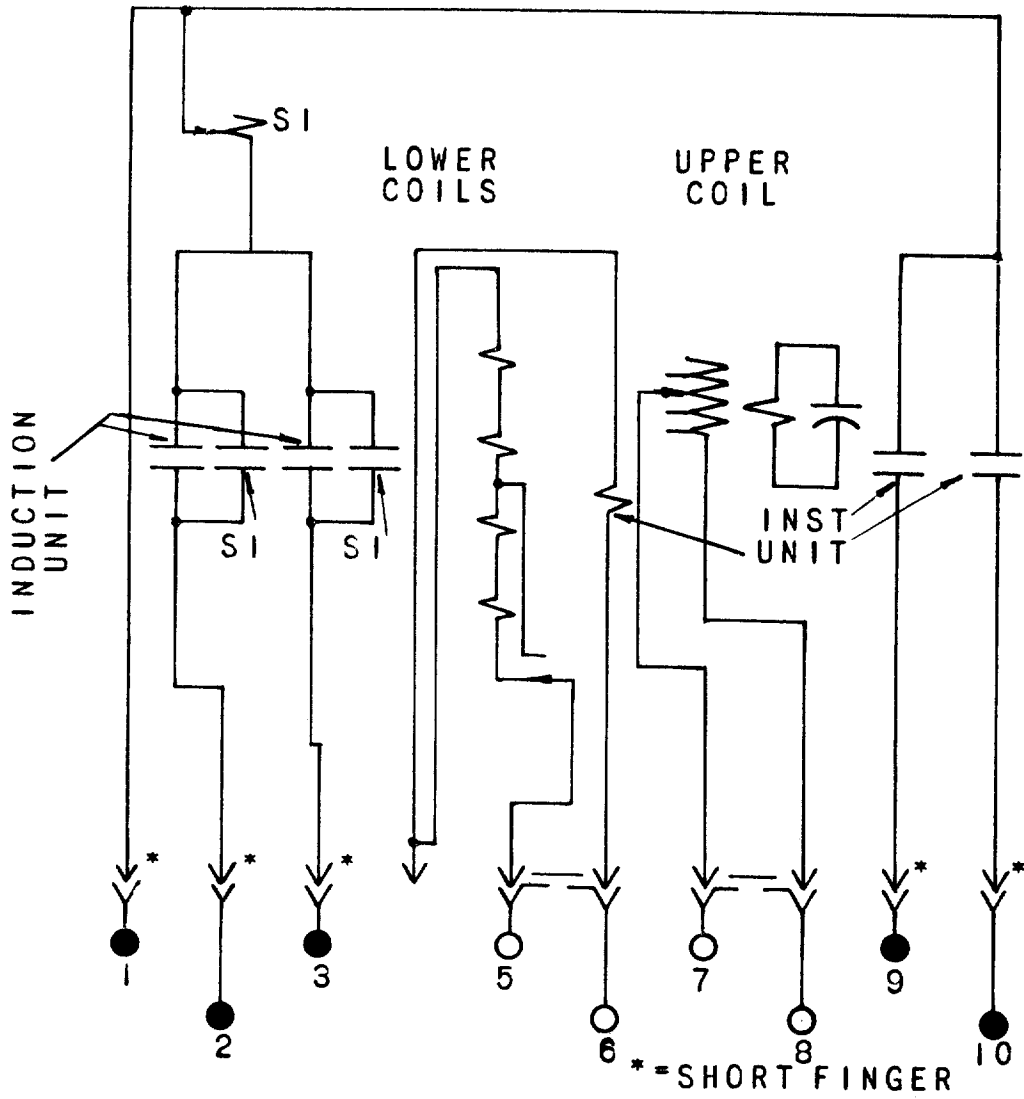 SI
LOWER
COILS
UPPER
COIL
INDUCTION
UNIT
SI
SI
INST
UNIT
*
*
*
*
*
1
2
3
5
6
7
8
9
10
*=SHORT FINGER